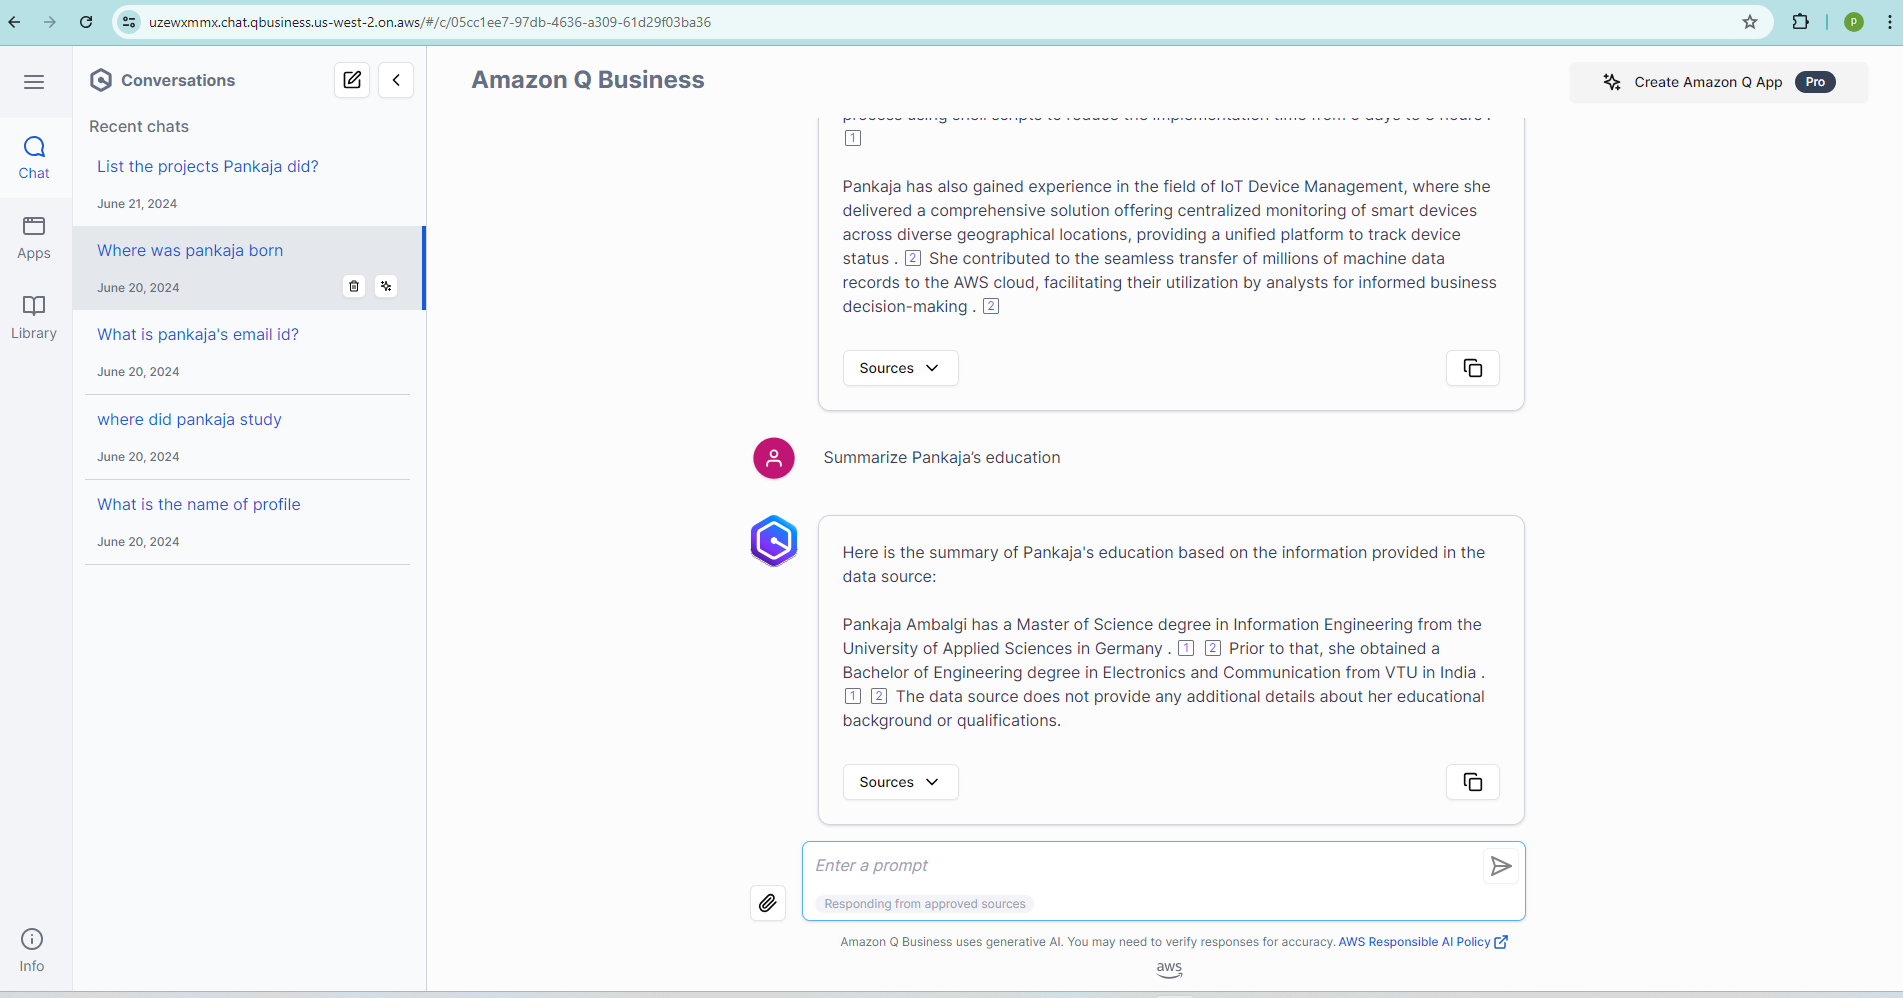 uzewxmmx.chat.qbusiness.us-west-2.on.aws/#/c/05cc1ee7-97db-4636-a309-61d29f03ba36
P
Conversations
Amazon Q Business
Create Amazon Q App
Pro
Recent chats
Chat
Apps
Library
Info
List the projects Pankaja did?
June 21, 2024
Where was pankaja born
June 20, 2024
What is pankaja's email id?
June 20, 2024
where did pankaja study
June 20, 2024
What is the name of profile
June 20, 2024
process using shell scripts to reduce the implementation time from
1
Pankaja has also gained experience in the field of IoT Device Management, where she
delivered a comprehensive solution offering centralized monitoring of smart devices
across diverse geographical locations, providing a unified platform to track device
status . 2 She contributed to the seamless transfer of millions of machine data
records to the AWS cloud, facilitating their utilization by analysts for informed business
decision-making . 2
Sources
Summarize Pankaja’s education
Here is the summary of Pankaja's education based on the information provided in the
data source:
Pankaja Ambalgi has a Master of Science degree in Information Engineering from the
University of Applied Sciences in Germany . 1 2 Prior to that, she obtained a
Bachelor of Engineering degree in Electronics and Communication from VTU in India .
1 2 The data source does not provide any additional details about her educational
background or qualifications.
Sources
Enter a prompt
Responding from approved sources
Amazon Q Business uses generative AI. You may need to verify responses for accuracy. AWS Responsible AI Policy
aws